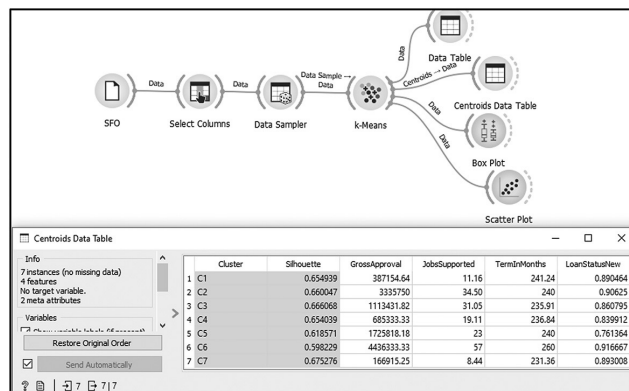 Data
Data Table
Data
Data
Data Sample →
Data
Centroids → Data
SFO
Select Columns
Data Sampler
k-Means
Centroids Data Table
Data
Box Plot
Data
Scatter Plot
Centroids Data Table
Info
7 instances (no missing data)
4 features
No target variable.
2 meta attributes
Variables
Show variable labels (if present)
Restore Original Order
Send Automatically
7 7|7
Cluster Silhouette GrossApproval JobsSupported TermInMonths LoanStatusNew
1 C1 0.654939 387154.64 11.16 241.24 0.890464
2 C2 0.660047 3335750 34.50 240 0.90625
3 C3 0.666068 1113431.82 31.05 235.91 0.860795
4 C4 0.654039 685333.33 19.11 236.84 0.839912
5 C5 0.618571 1725818.18 23 240 0.761364
6 C6 0.598229 4436333.33 57 260 0.916667
7 C7 0.675276 166915.25 8.44 231.36 0.893008